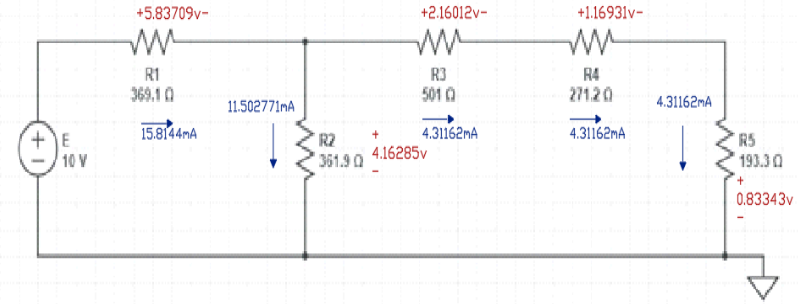 +5.83709v-
+2.16012v-
+1.16931v-
R1
369.1 Ω
15.8144mA
11.502771mA
R2
361.9 Ω
+
4.16285v
-
R3
501 Ω
4.31162mA
R4
271.2 Ω
4.31162mA
4.31162mA
R5
193.3 Ω
+
0.83343v
-
+
-
E
10 V